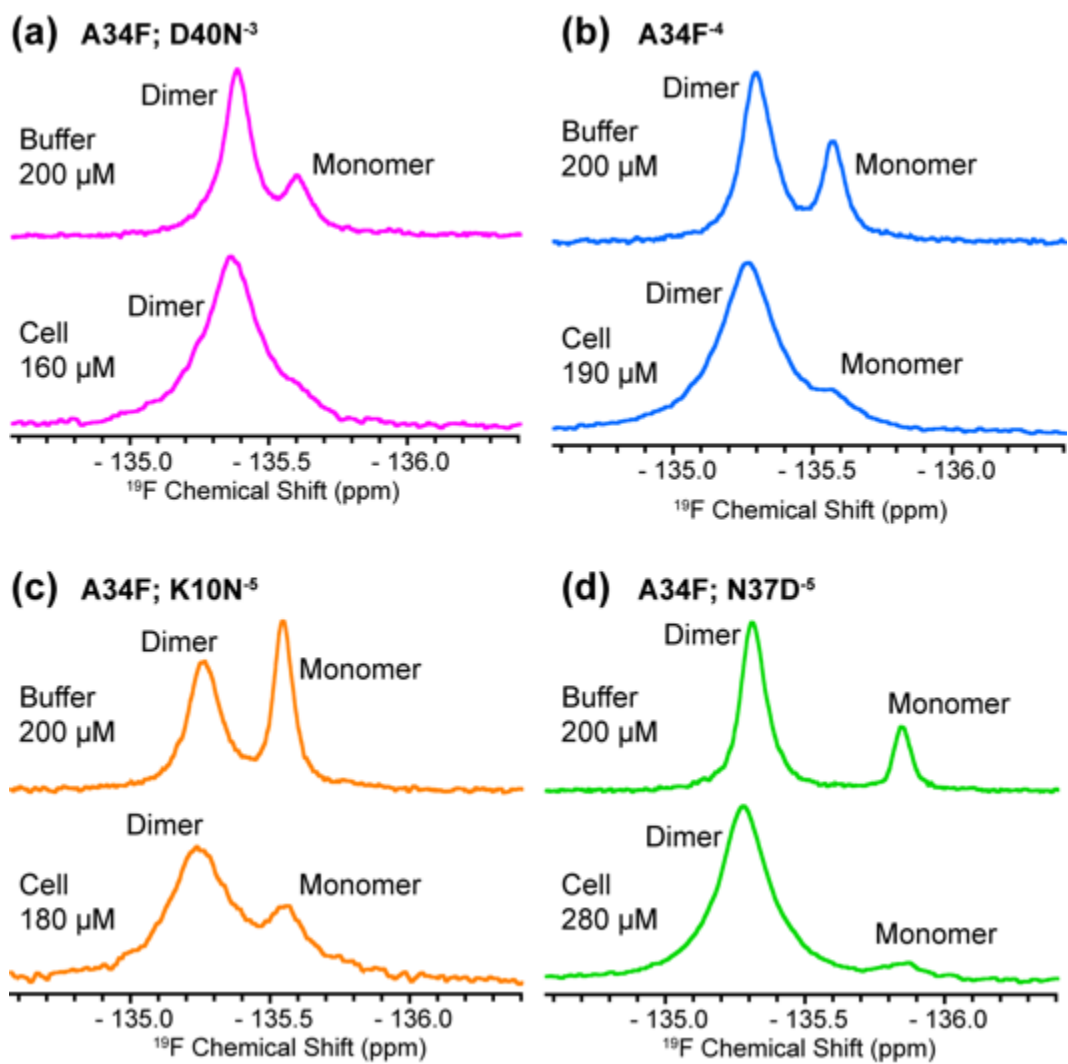 (a) A34F; D40N⁻³
Dimer
Buffer
200 µM
Monomer
Dimer
Cell
160 µM
- 135.0 - 135.5 - 136.0
¹⁹F Chemical Shift (ppm)
(b) A34F⁻⁴
Dimer
Buffer
200 µM
Monomer
Dimer
Cell
190 µM
Monomer
- 135.0 - 135.5 - 136.0
¹⁹F Chemical Shift (ppm)
(c) A34F; K10N⁻⁵
Dimer
Monomer
Buffer
200 µM
Dimer
Cell
180 µM
Monomer
- 135.0 - 135.5 - 136.0
¹⁹F Chemical Shift (ppm)
(d) A34F; N37D⁻⁵
Dimer
Buffer
200 µM
Monomer
Dimer
Cell
280 µM
Monomer
- 135.0 - 135.5 - 136.0
¹⁹F Chemical Shift (ppm)